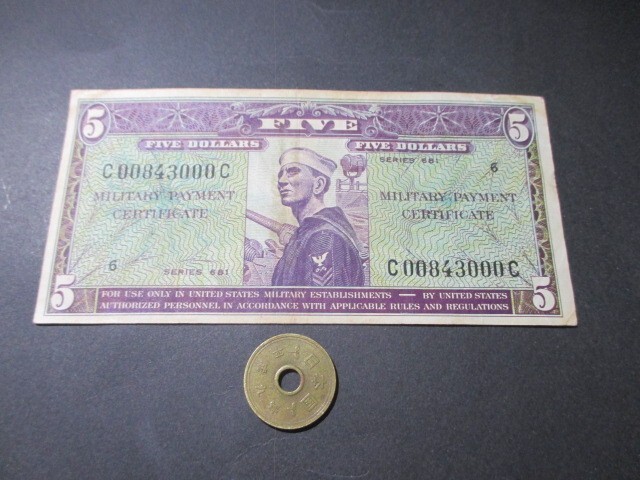 5 FIVE 5
FIVE DOLLARS FIVE DOLLARS
SERIES 681
C00843000C 6
MILITARY PAYMENT MILITARY PAYMENT
CERTIFICATE CERTIFICATE
6 C00843000C
SERIES 681
5 5
FOR USE ONLY IN UNITED STATES MILITARY ESTABLISHMENTS — BY UNITED STATES
AUTHORIZED PERSONNEL IN ACCORDANCE WITH APPLICABLE RULES AND REGULATIONS